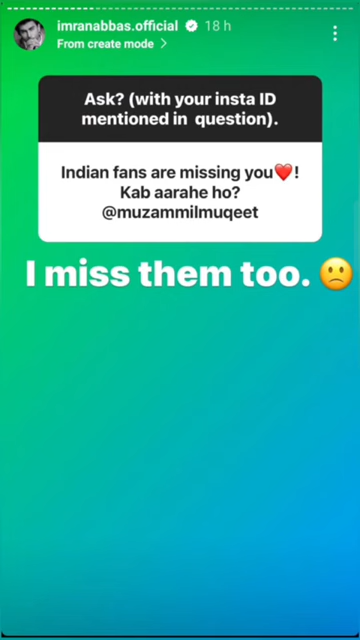 imranabbas.official 18 h
From create mode
Ask? (with your insta ID
mentioned in question).
Indian fans are missing you❤️!
Kab aarahe ho?
@muzammilmuqeet
I miss them too. 🙁